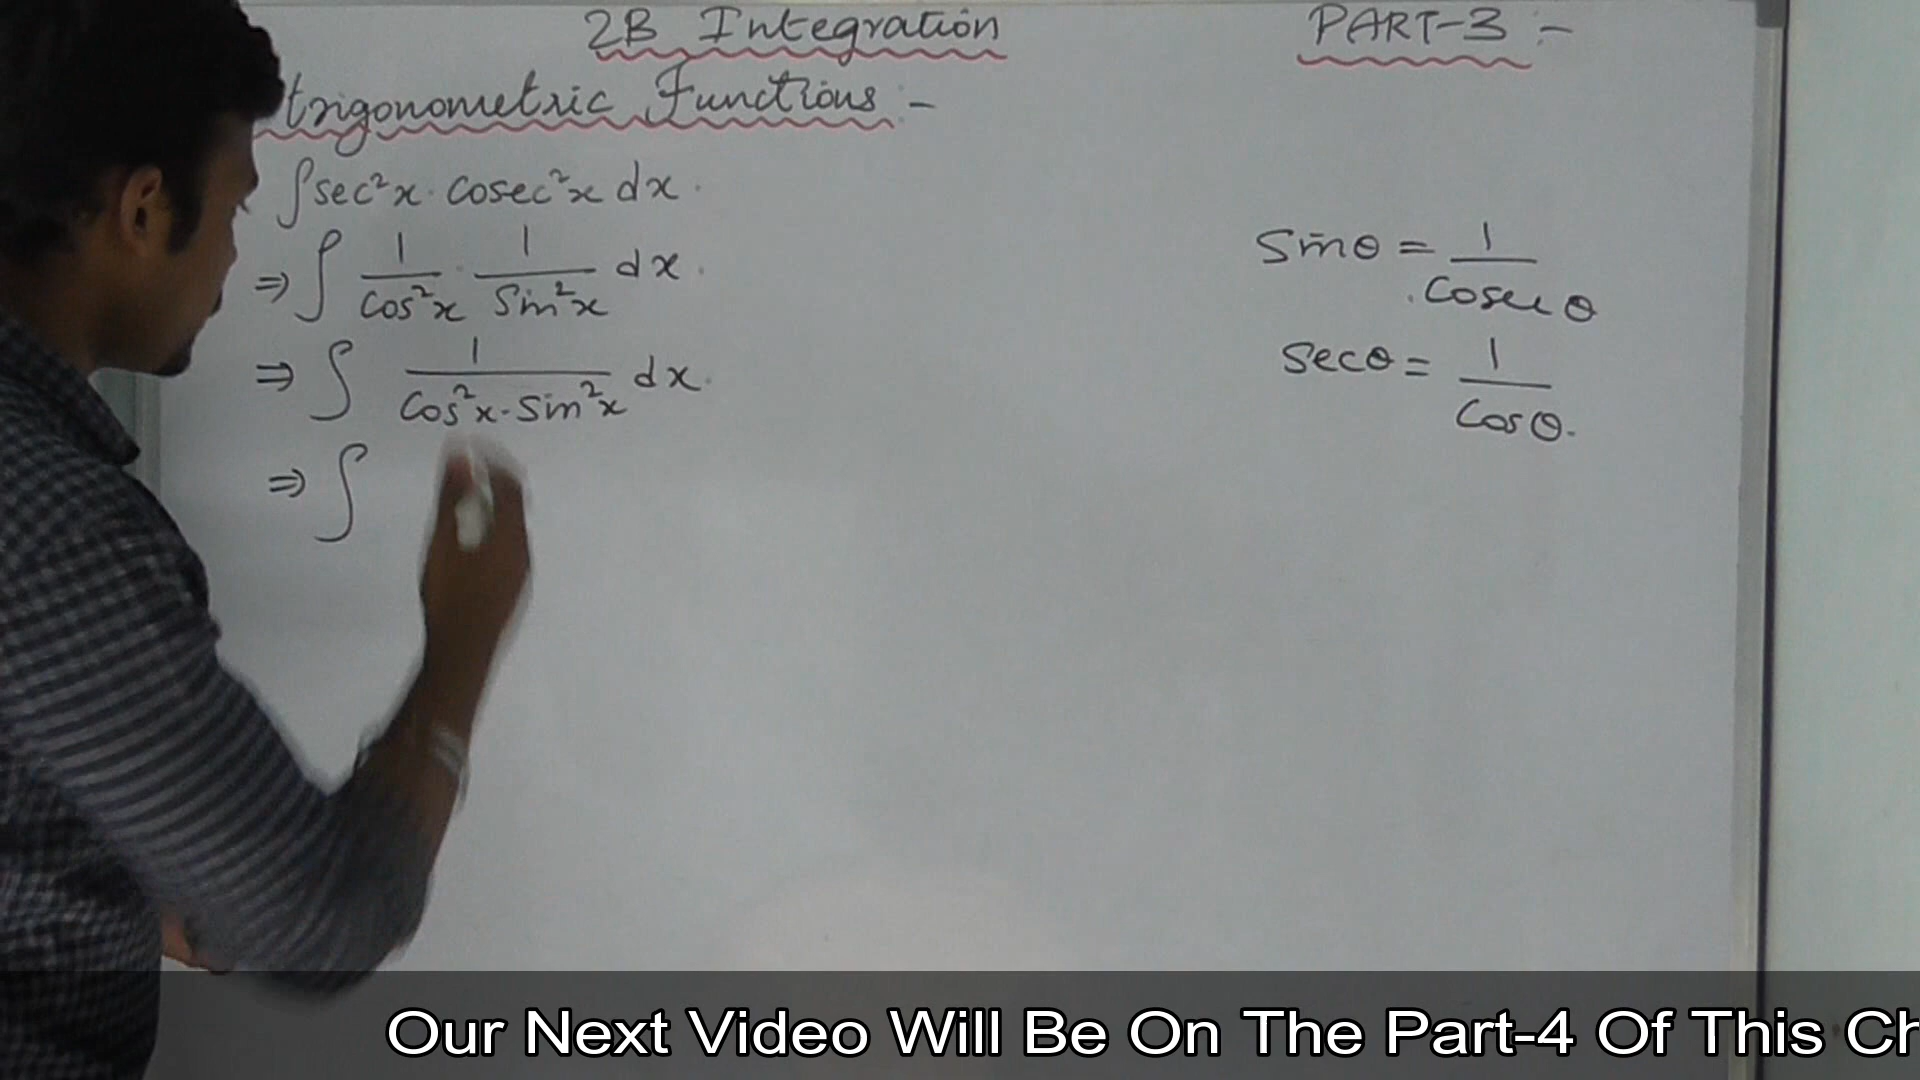 2B Integration
PART-3 :-
trigonometric Functions :-
∫ sec²x · cosec²x dx.
⇒ ∫ 1/cos²x · 1/Sin²x dx.
⇒ ∫ 1/Cos²x · Sin²x dx.
⇒ ∫
Sinθ = 1/Cosec θ
Secθ = 1/Cosθ.
Our Next Video Will Be On The Part-4 Of This Ch